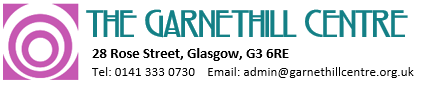 THE GARNETHILL CENTRE
28 Rose Street, Glasgow, G3 6RE
Tel: 0141 333 0730 Email: admin@garnethillcentre.org.uk